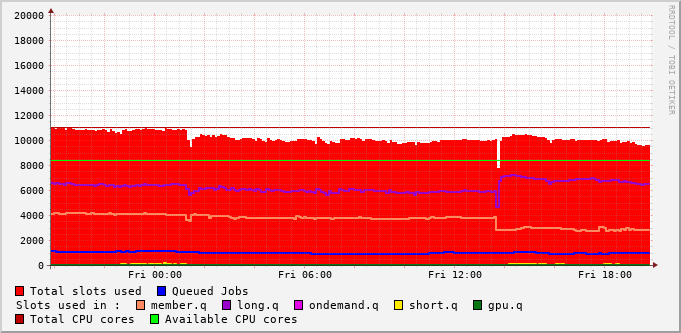 RRDTOOL / TOBI OETIKER
20000
18000
16000
14000
12000
10000
8000
6000
4000
2000
0
Fri 00:00 Fri 06:00 Fri 12:00 Fri 18:00
Total slots used Queued Jobs
Slots used in : member.q long.q ondemand.q short.q gpu.q
Total CPU cores Available CPU cores